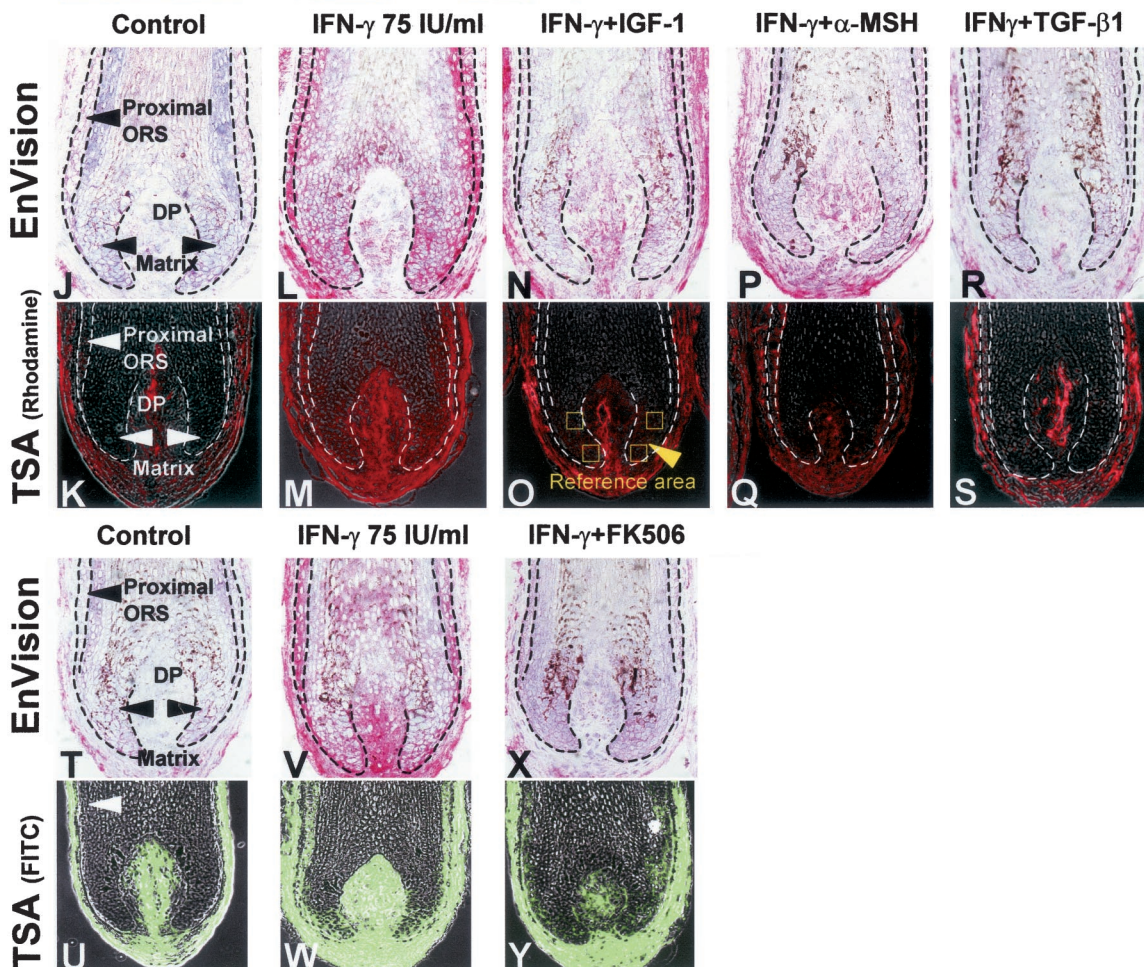 Control IFN-γ 75 IU/ml IFN-γ+IGF-1 IFN-γ+α-MSH IFNγ+TGF-β1
EnVision
Proximal
ORS
DP
Matrix
J L N P R
TSA (Rhodamine)
Proximal
ORS
DP
Matrix
Reference area
K M O Q S
Control IFN-γ 75 IU/ml IFN-γ+FK506
EnVision
Proximal
ORS
DP
Matrix
T V X
TSA (FITC)
U W Y